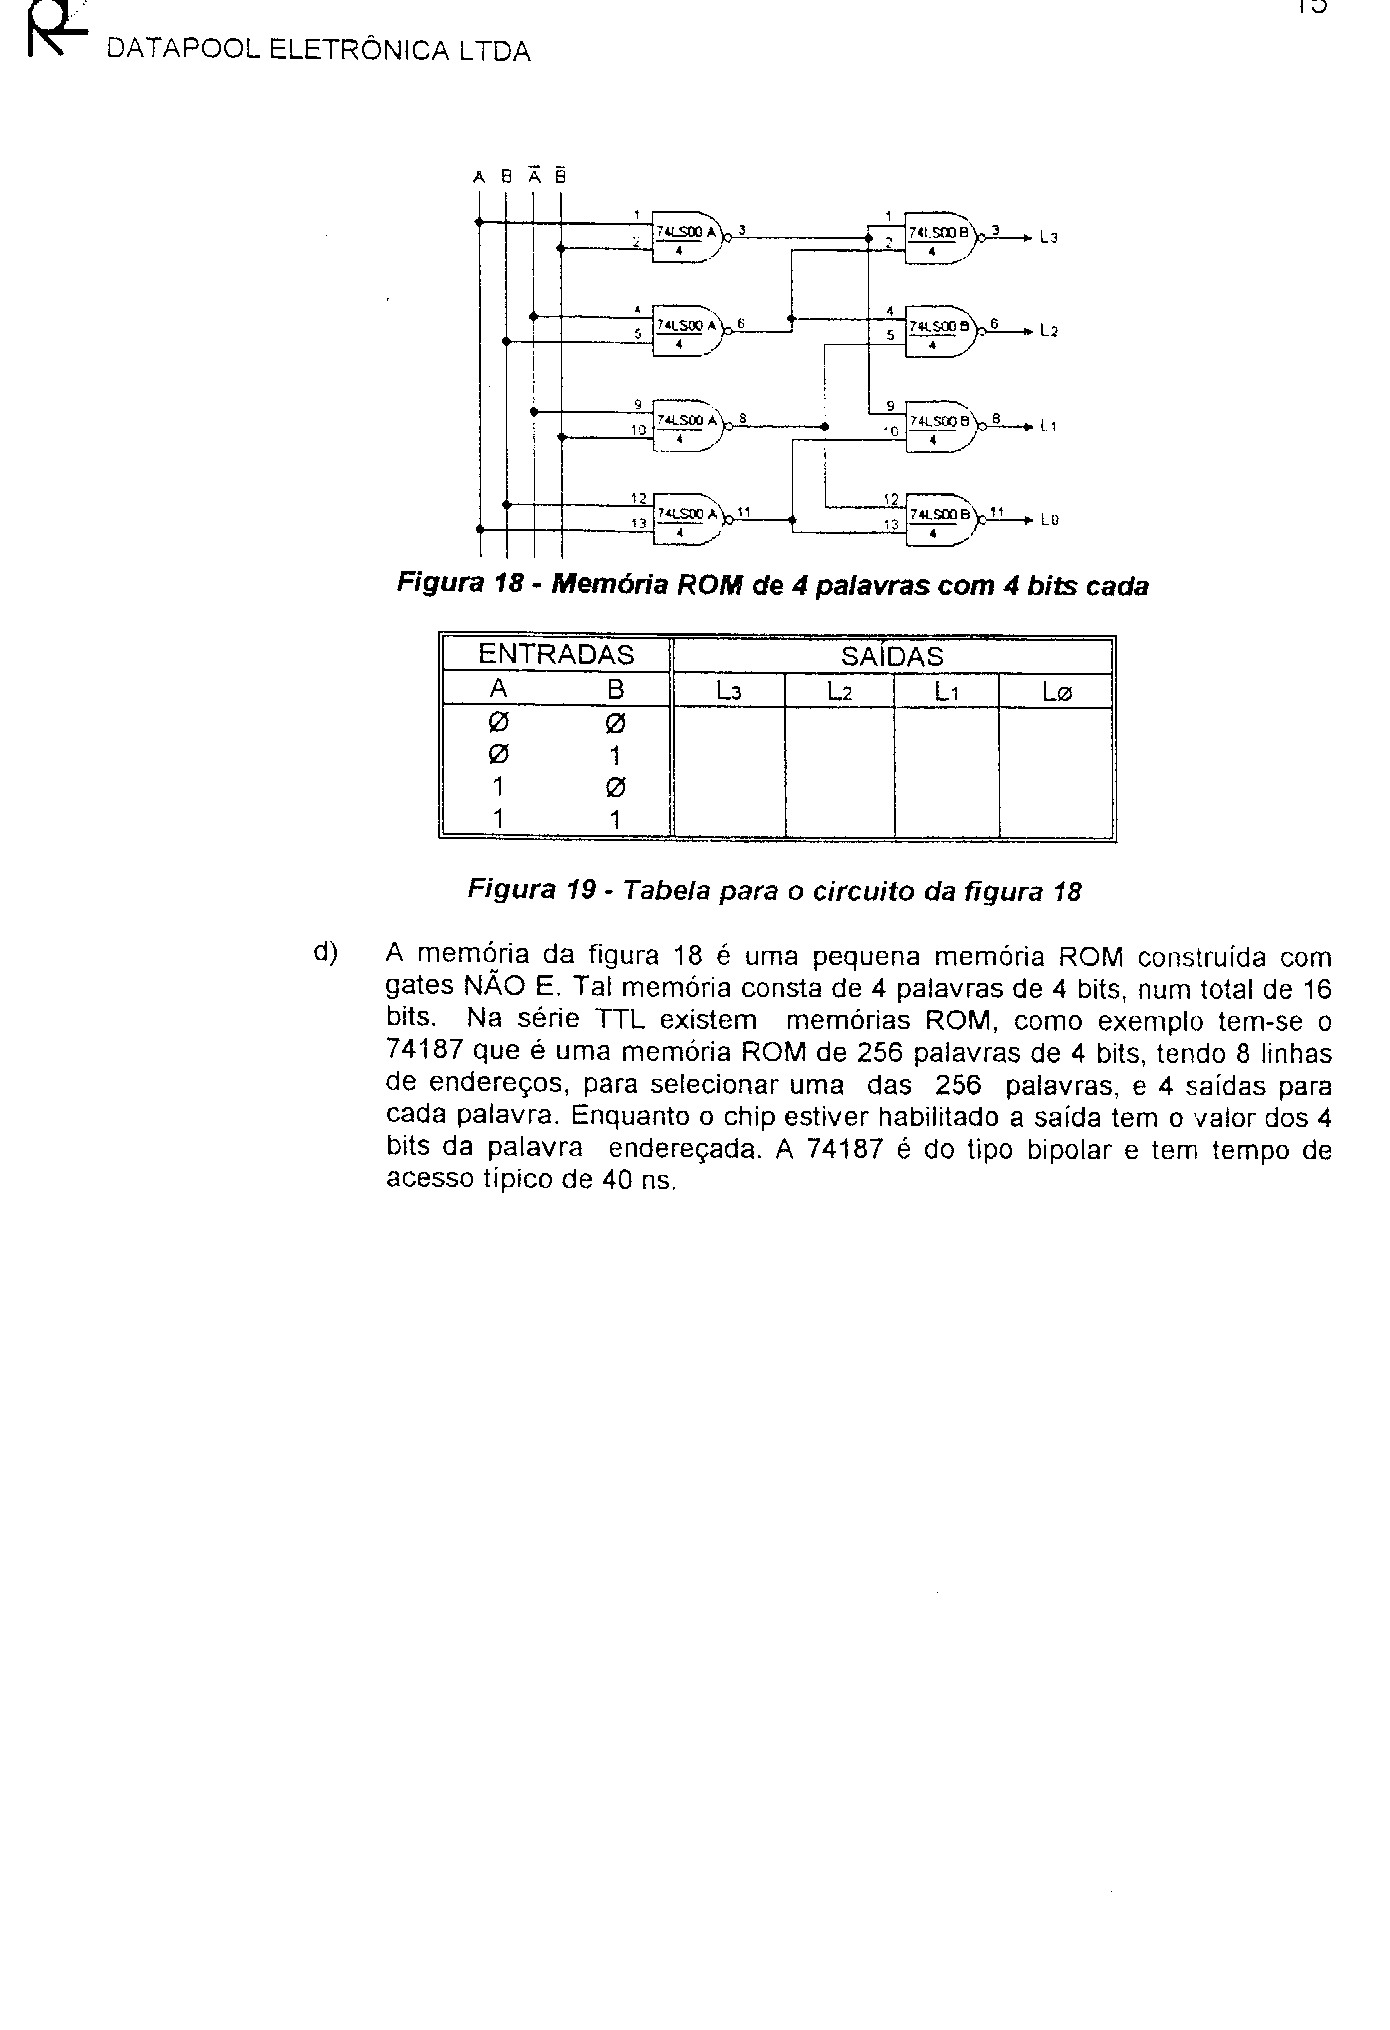 15
DATAPOOL ELETRÔNICA LTDA
A B A̅ B̅
1 74LS00 A 3 1 74LS00 B 3 L3
2 4 2 4
4 74LS00 A 6 4 74LS00 B 6 L2
5 4 5 4
9 74LS00 A 8 9 74LS00 B 8 L1
10 4 10 4
12 74LS00 A 11 12 74LS00 B 11 L0
13 4 13 4
Figura 18 - Memória ROM de 4 palavras com 4 bits cada
ENTRADAS SAÍDAS
A B L3 L2 L1 LØ
Ø Ø
Ø 1
1 Ø
1 1
Figura 19 - Tabela para o circuito da figura 18
d) A memória da figura 18 é uma pequena memória ROM construída com
gates NÃO E. Tal memória consta de 4 palavras de 4 bits, num total de 16
bits. Na série TTL existem memórias ROM, como exemplo tem-se o
74187 que é uma memória ROM de 256 palavras de 4 bits, tendo 8 linhas
de endereços, para selecionar uma das 256 palavras, e 4 saídas para
cada palavra. Enquanto o chip estiver habilitado a saída tem o valor dos 4
bits da palavra endereçada. A 74187 é do tipo bipolar e tem tempo de
acesso típico de 40 ns.